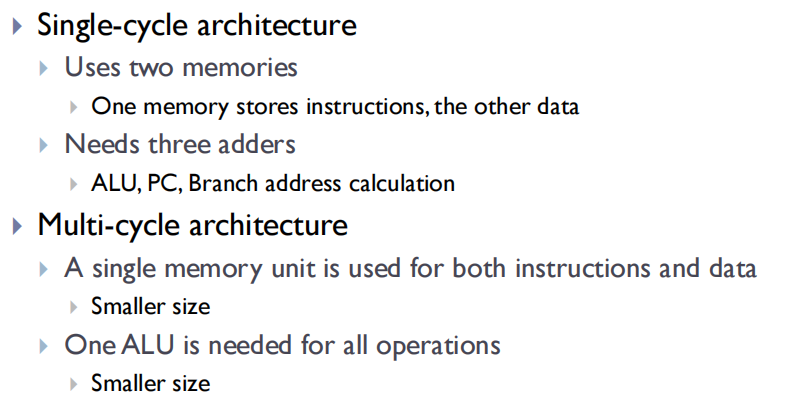 Single-cycle architecture
Uses two memories
One memory stores instructions, the other data
Needs three adders
ALU, PC, Branch address calculation
Multi-cycle architecture
A single memory unit is used for both instructions and data
Smaller size
One ALU is needed for all operations
Smaller size